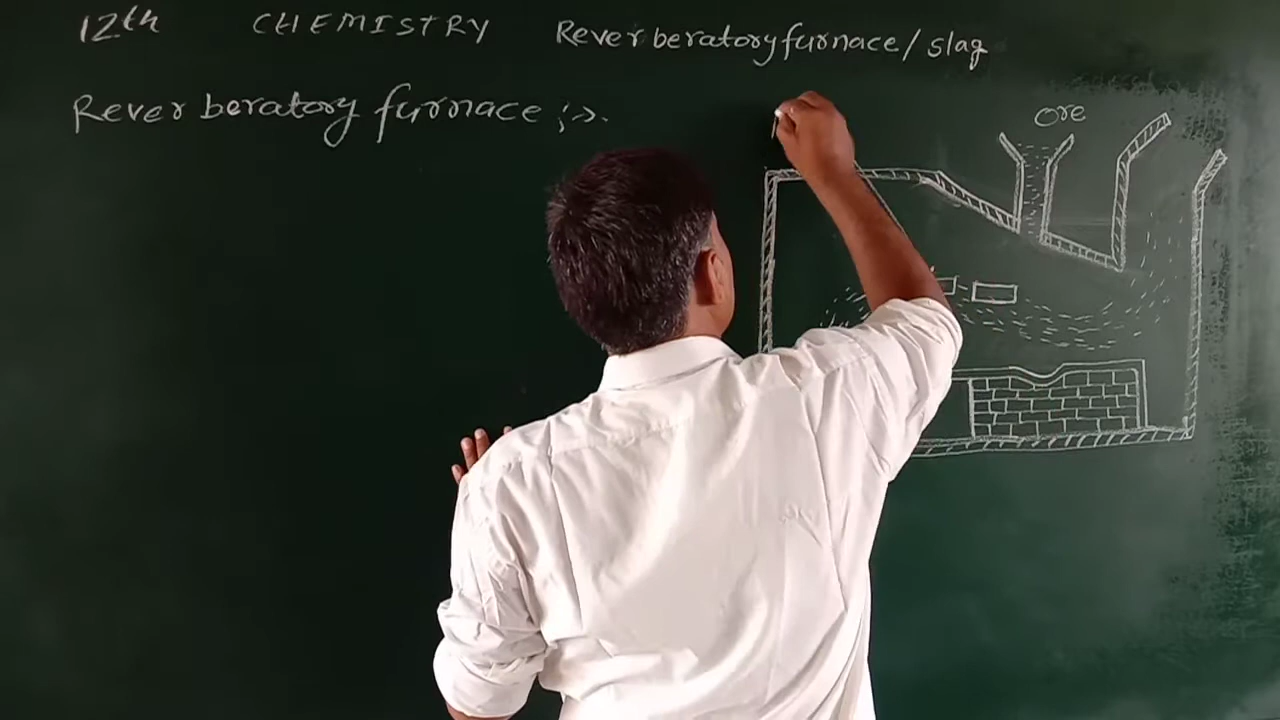 12th CHEMISTRY Reverberatory furnace / slag
Reverberatory furnace :->.
ore